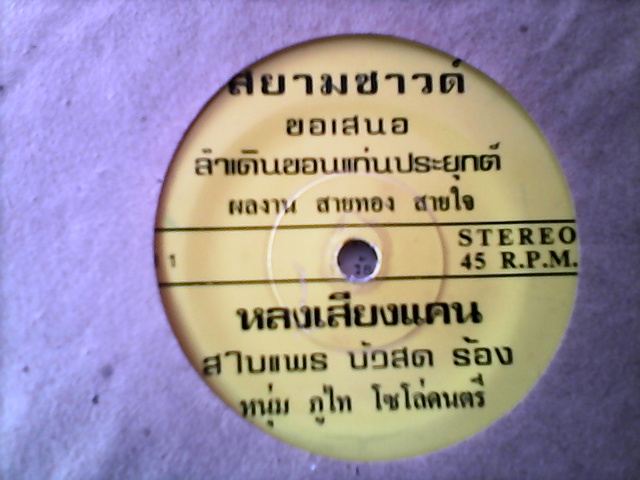 สยามซาวด์
ขอเสนอ
ลำเดินขอนแก่นประยุกต์
ผลงาน สายทอง สายใจ
STEREO
1
45 R.P.M.
หลงเสียงแคน
สาบแพร บัวสด ร้อง
หนุ่ม ภูไท โซโล่ดนตรี